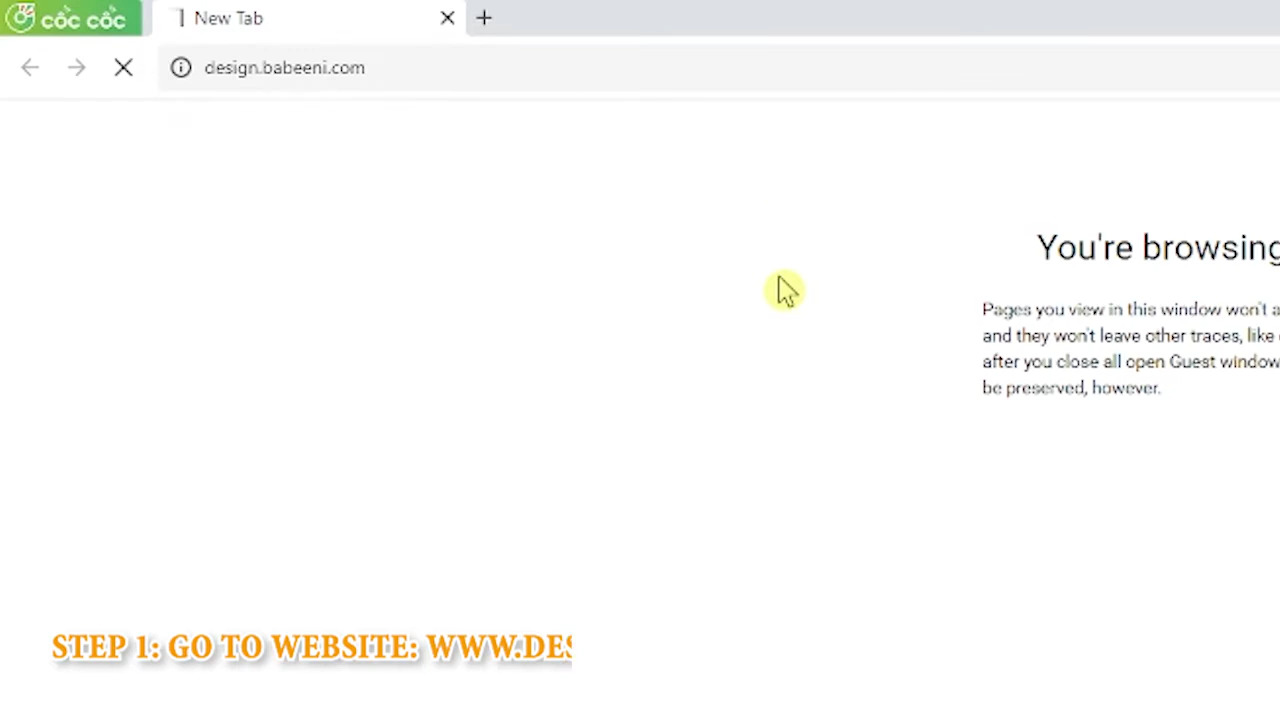 cốc cốc
New Tab
design.babeeni.com
You're browsing
Pages you view in this window won't a
and they won't leave other traces, like
after you close all open Guest window
be preserved, however.
STEP 1: GO TO WEBSITE: WWW.DES